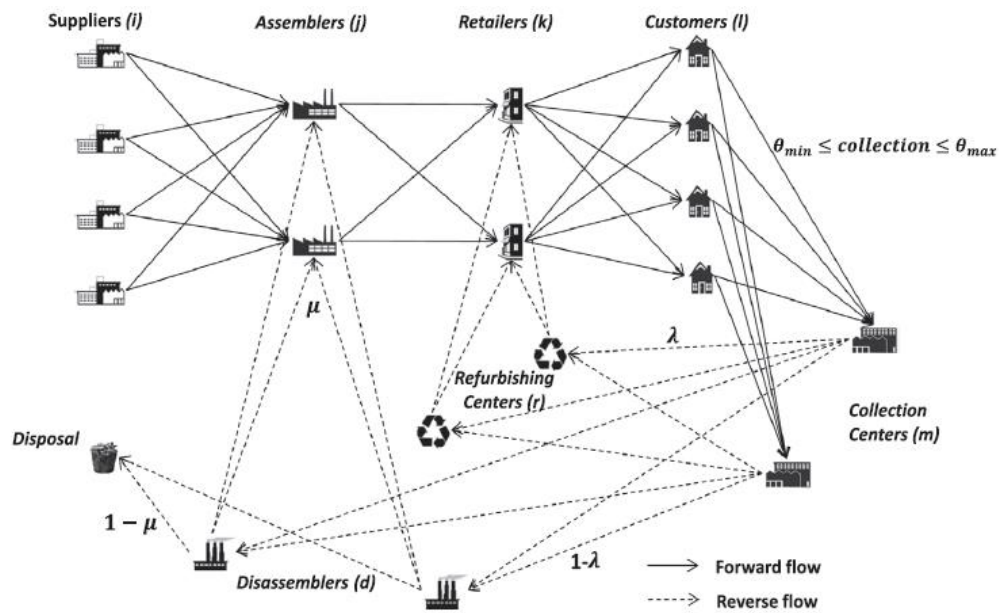 Suppliers (i)
Assemblers (j)
Retailers (k)
Customers (l)
θmin ≤ collection ≤ θmax
μ
λ
Refurbishing
Centers (r)
Collection
Centers (m)
Disposal
1 − μ
1-λ
Disassemblers (d)
Forward flow
Reverse flow